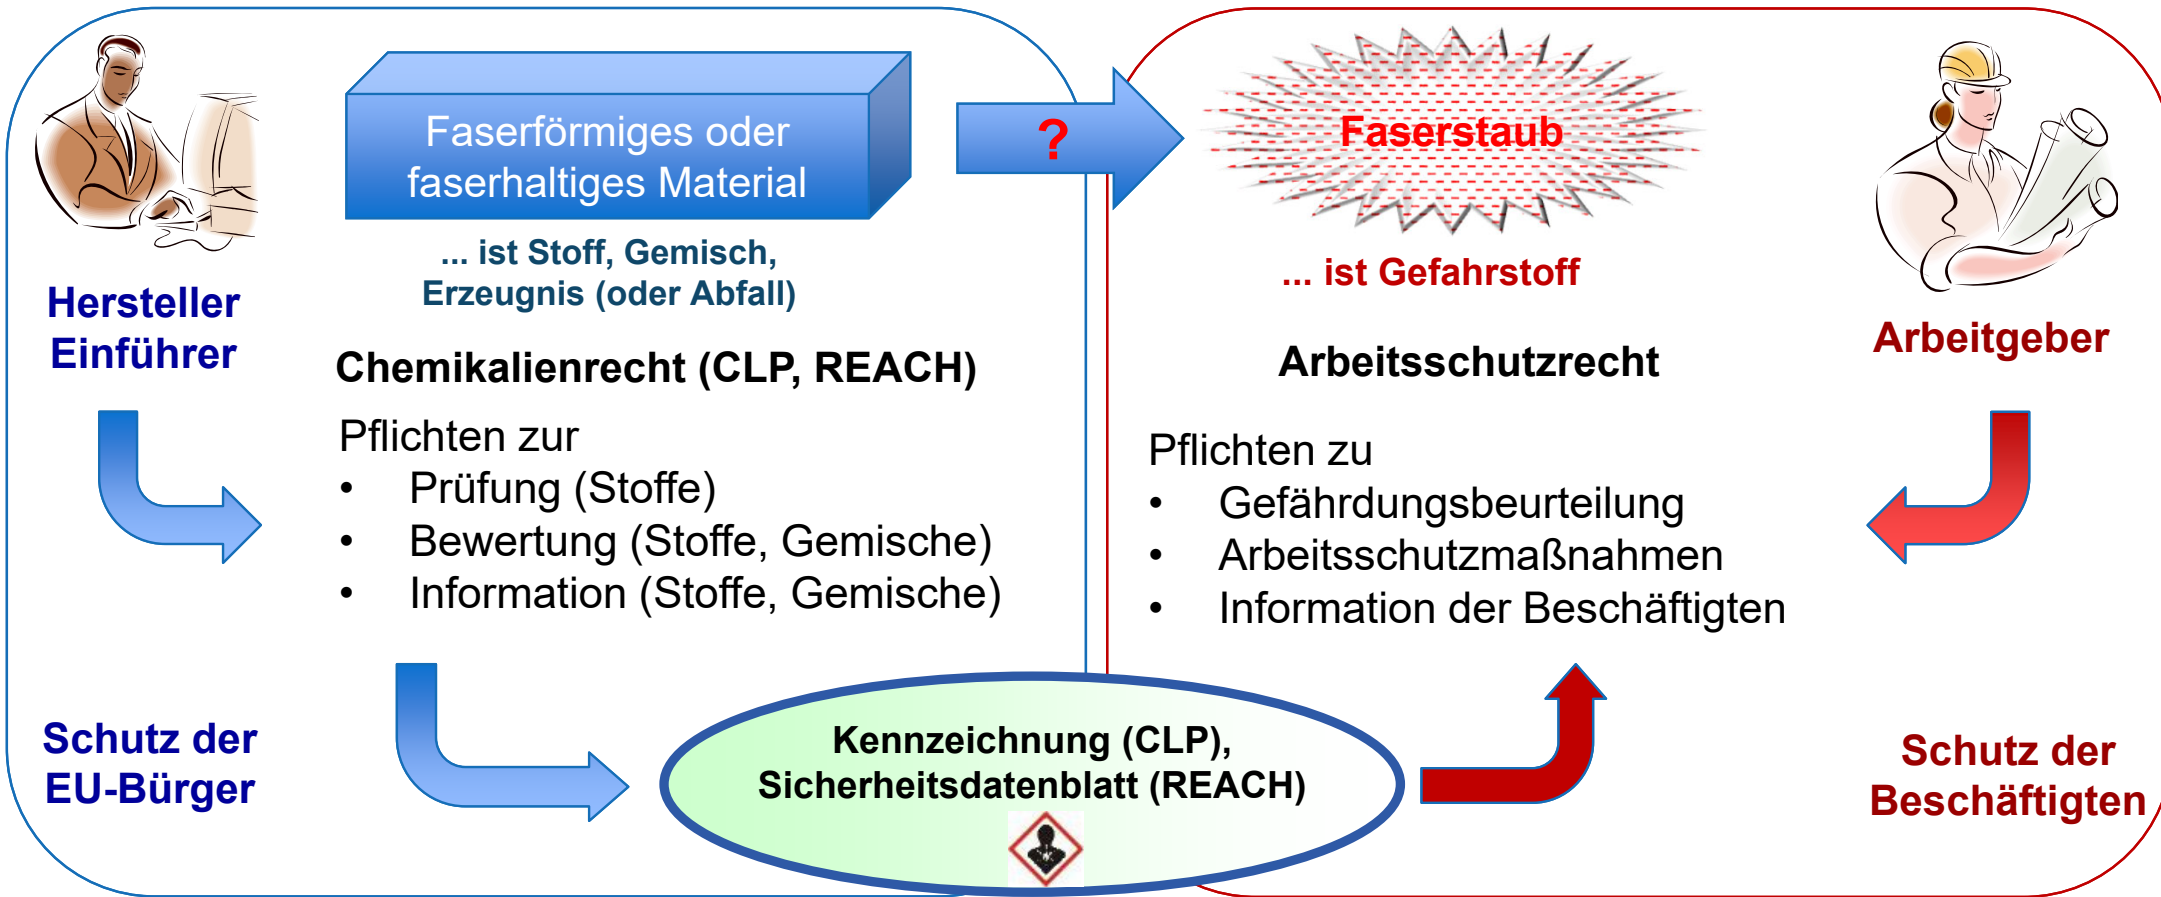 Faserförmiges oder
faserhaltiges Material
?
Faserstaub
... ist Stoff, Gemisch,
Erzeugnis (oder Abfall)
... ist Gefahrstoff
Hersteller
Einführer
Arbeitgeber
Chemikalienrecht (CLP, REACH)
Pflichten zur
• Prüfung (Stoffe)
• Bewertung (Stoffe, Gemische)
• Information (Stoffe, Gemische)
Arbeitsschutzrecht
Pflichten zu
• Gefährdungsbeurteilung
• Arbeitsschutzmaßnahmen
• Information der Beschäftigten
Schutz der
EU-Bürger
Kennzeichnung (CLP),
Sicherheitsdatenblatt (REACH)
Schutz der
Beschäftigten